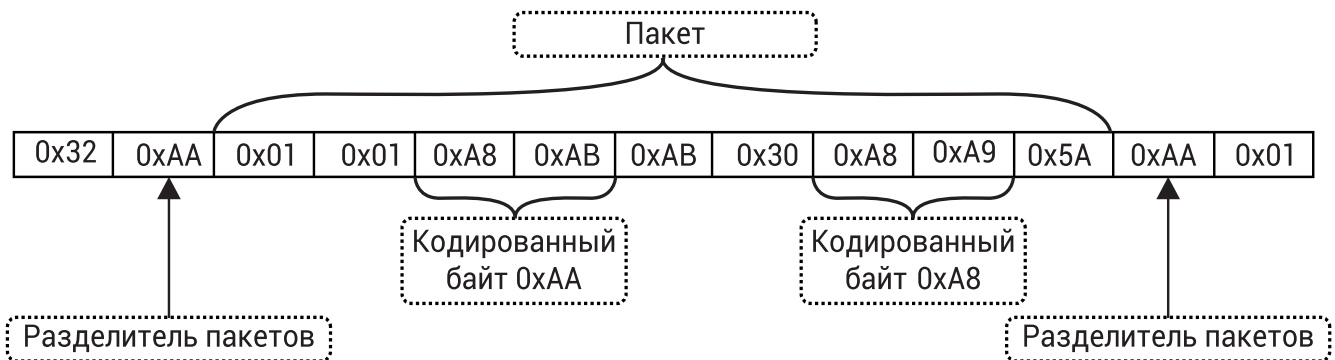 Пакет
0x32 0xAA 0x01 0x01 0xA8 0xAB 0xAB 0x30 0xA8 0xA9 0x5A 0xAA 0x01
Кодированный
байт 0xAA
Кодированный
байт 0xA8
Разделитель пакетов
Разделитель пакетов